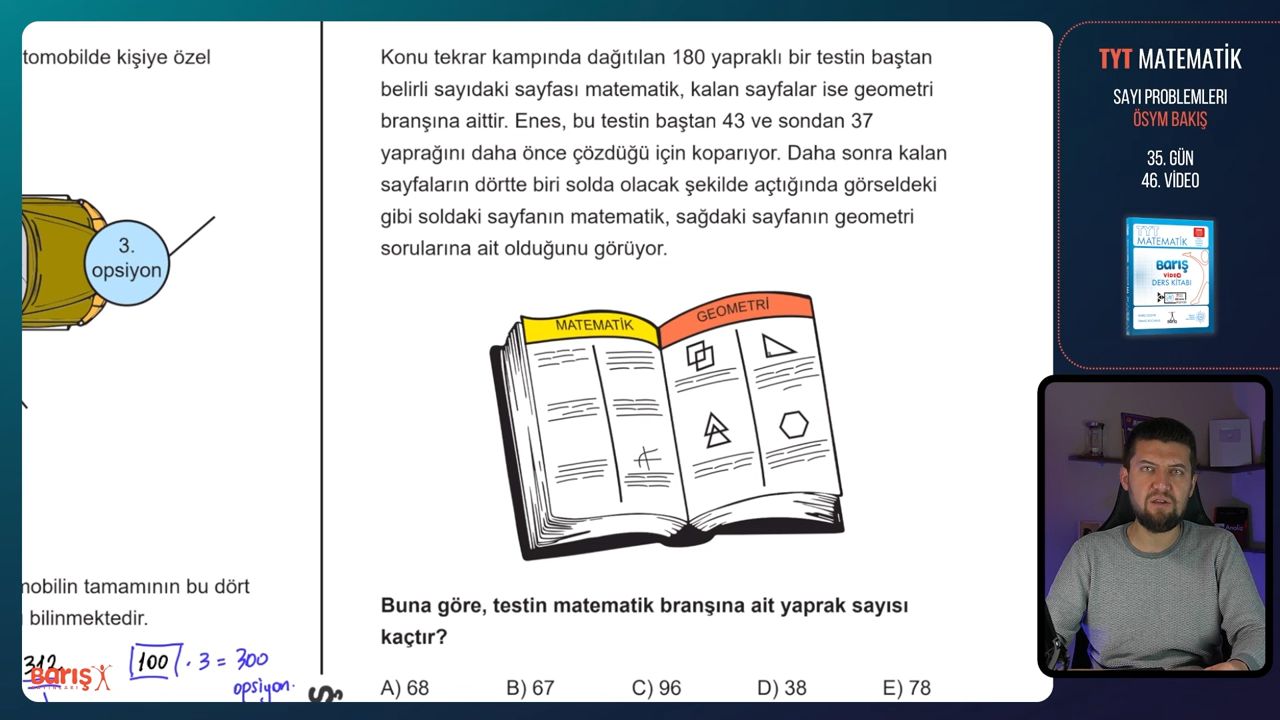 tomobilde kişiye özel
3.
opsiyon
mobilin tamamının bu dört
bilinmektedir.
312
100 . 3 = 300
opsiyon.
BARIŞ
YAYINLARI
Konu tekrar kampında dağıtılan 180 yapraklı bir testin baştan
belirli sayıdaki sayfası matematik, kalan sayfalar ise geometri
branşına aittir. Enes, bu testin baştan 43 ve sondan 37
yaprağını daha önce çözdüğü için koparıyor. Daha sonra kalan
sayfaların dörtte biri solda olacak şekilde açtığında görseldeki
gibi soldaki sayfanın matematik, sağdaki sayfanın geometri
sorularına ait olduğunu görüyor.
MATEMATİK
GEOMETRİ
Buna göre, testin matematik branşına ait yaprak sayısı
kaçtır?
A) 68 B) 67 C) 96 D) 38 E) 78
TYT MATEMATİK
SAYI PROBLEMLERI
ÖSYM BAKIŞ
35. GÜN
46. VİDEO
TYT
MATEMATİK
BARIŞ
VİDEO
DERS KİTABI